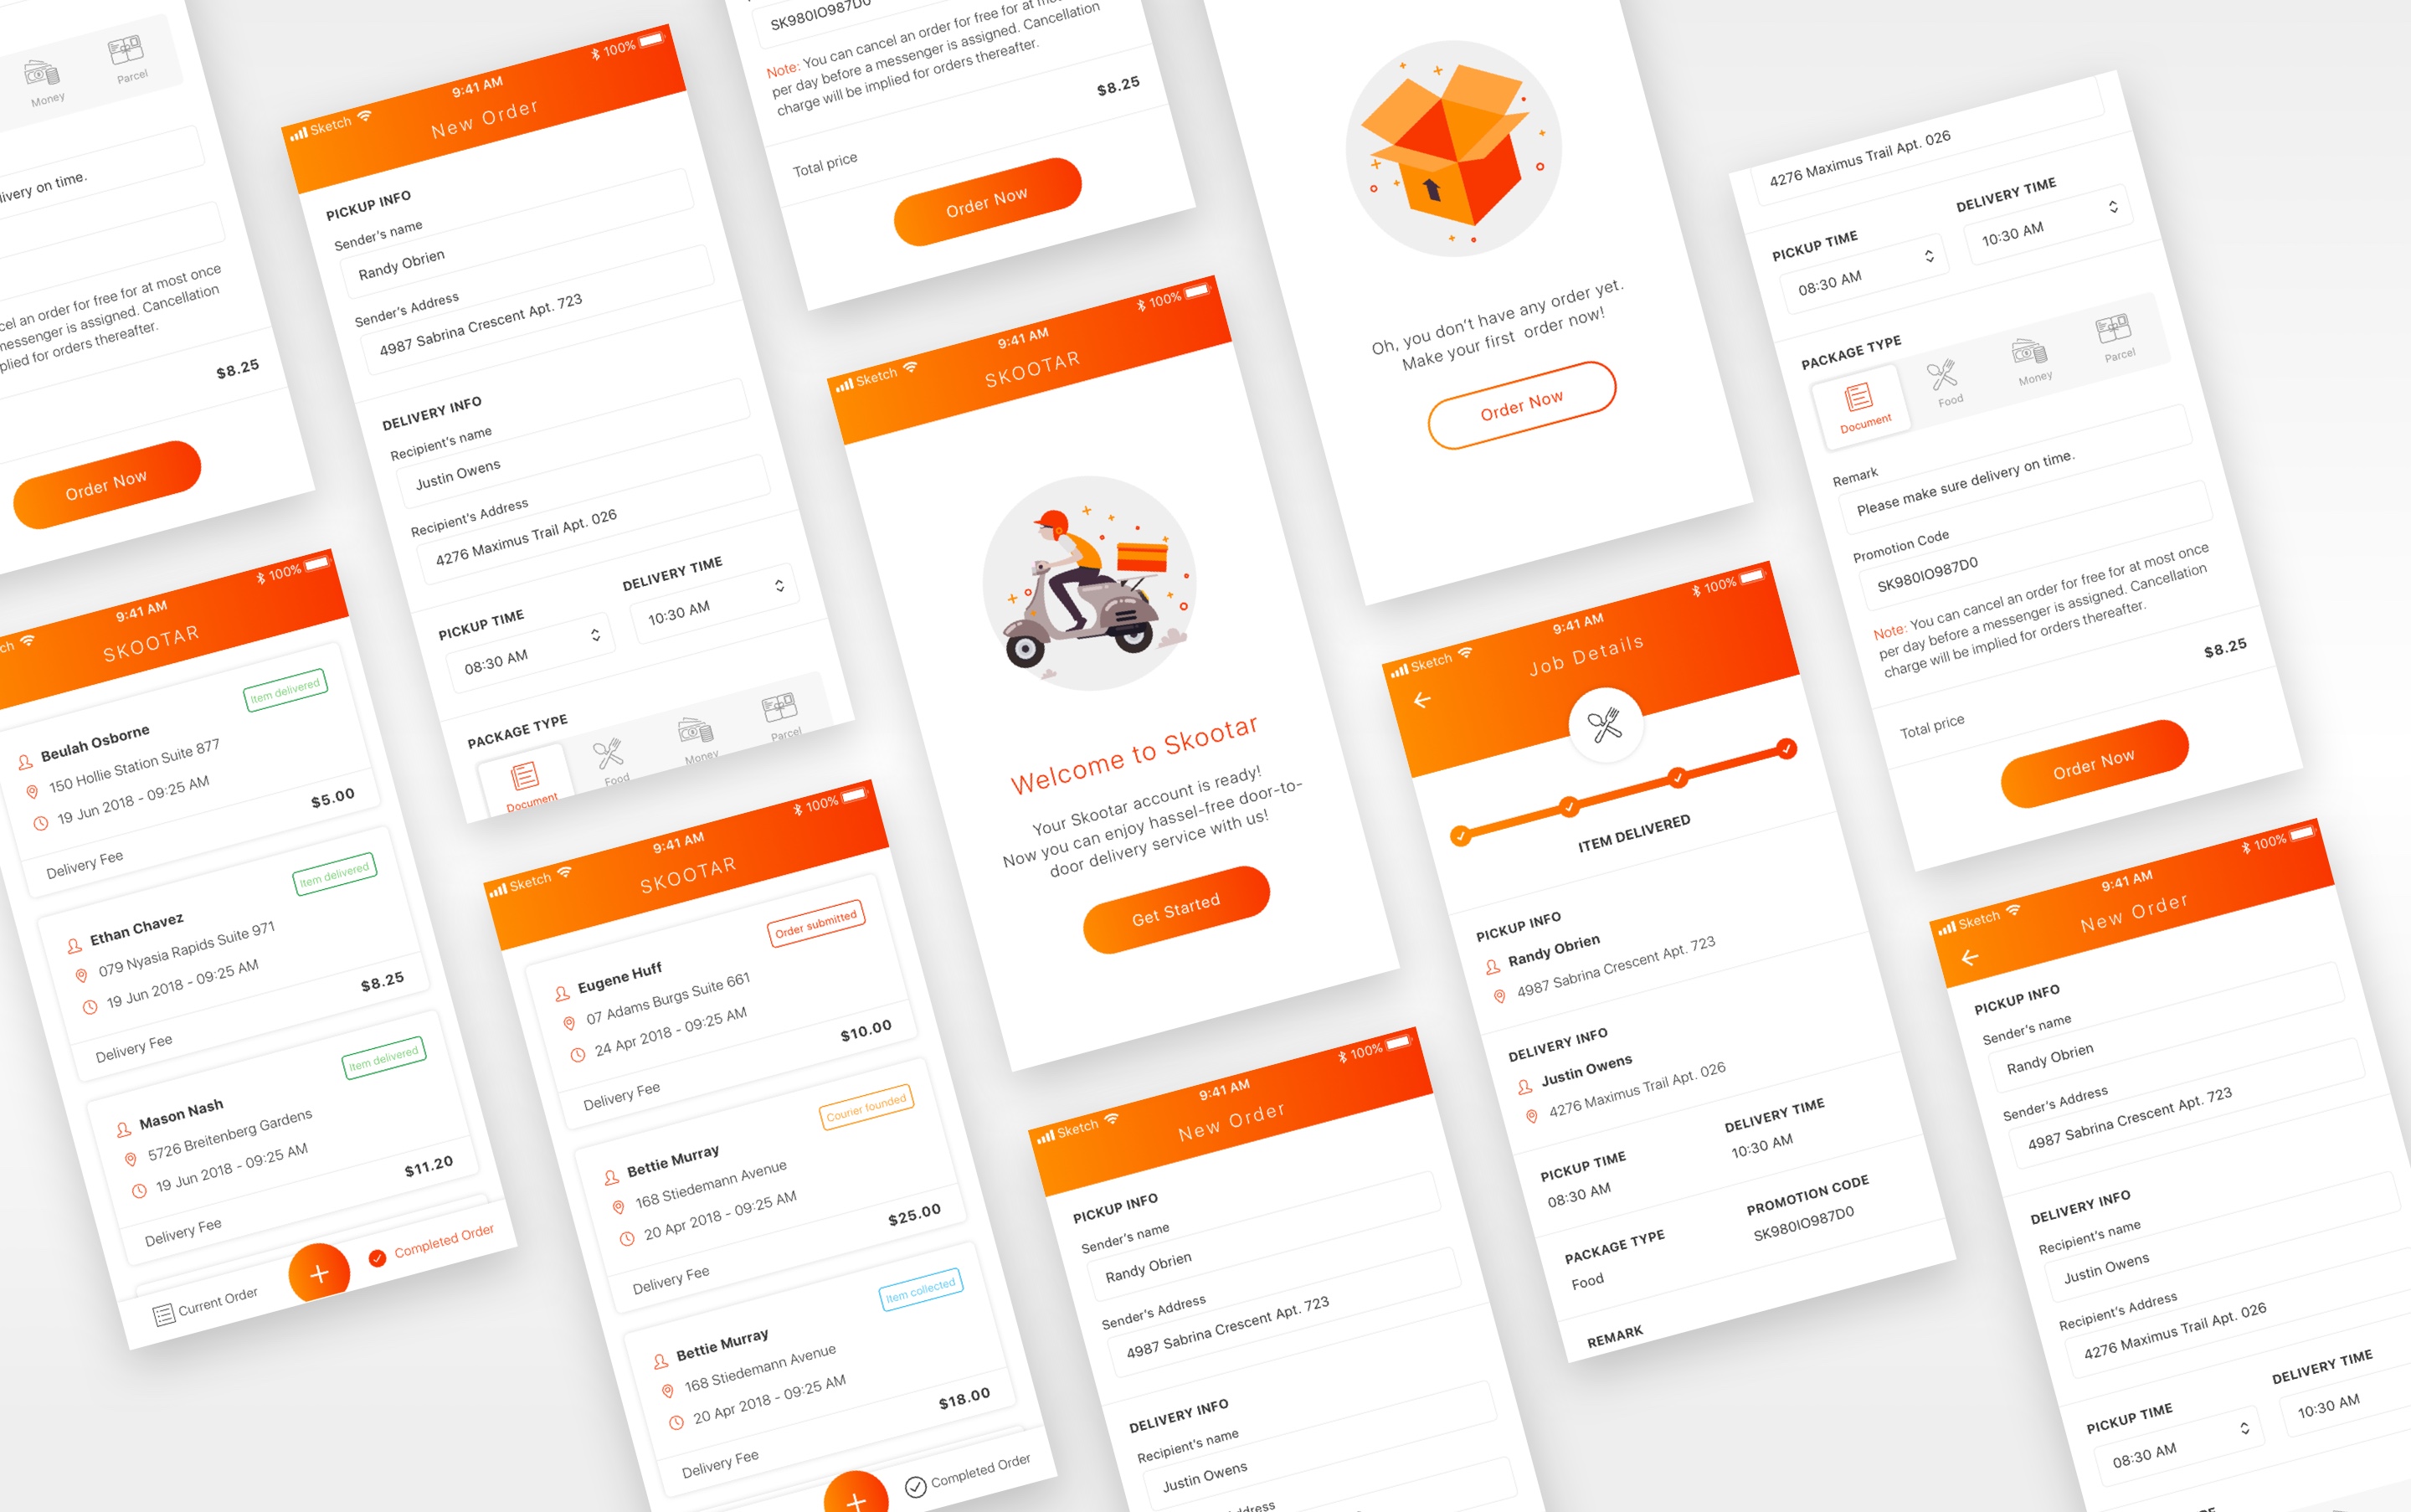 Money
Parcel
livery on time.
cel an order for free for at most once
messenger is assigned. Cancellation
plied for orders thereafter.
$8.25
Order Now
9:41 AM
100%
SKOOTAR
Item delivered
Beulah Osborne
150 Hollie Station Suite 877
19 Jun 2018 - 09:25 AM
$5.00
Delivery Fee
Item delivered
Ethan Chavez
079 Nyasia Rapids Suite 971
19 Jun 2018 - 09:25 AM
$8.25
Delivery Fee
Item delivered
Mason Nash
5726 Breitenberg Gardens
19 Jun 2018 - 09:25 AM
$11.20
Delivery Fee
Current Order
Completed Order
Sketch
9:41 AM
100%
New Order
PICKUP INFO
Sender's name
Randy Obrien
Sender's Address
4987 Sabrina Crescent Apt. 723
DELIVERY INFO
Recipient's name
Justin Owens
Recipient's Address
4276 Maximus Trail Apt. 026
PICKUP TIME
DELIVERY TIME
08:30 AM
10:30 AM
PACKAGE TYPE
Document
Food
Money
Parcel
Sketch
9:41 AM
100%
SKOOTAR
Order submitted
Eugene Huff
07 Adams Burgs Suite 661
24 Apr 2018 - 09:25 AM
$10.00
Delivery Fee
Courier founded
Bettie Murray
168 Stiedemann Avenue
20 Apr 2018 - 09:25 AM
$25.00
Delivery Fee
Item collected
Bettie Murray
168 Stiedemann Avenue
20 Apr 2018 - 09:25 AM
$18.00
Delivery Fee
Completed Order
SK980IO987D0
Note: You can cancel an order for free for at most once
per day before a messenger is assigned. Cancellation
charge will be implied for orders thereafter.
$8.25
Total price
Order Now
Sketch
9:41 AM
100%
SKOOTAR
Welcome to Skootar
Your Skootar account is ready!
Now you can enjoy hassel-free door-to-
door delivery service with us!
Get Started
Sketch
9:41 AM
100%
New Order
PICKUP INFO
Sender's name
Randy Obrien
Sender's Address
4987 Sabrina Crescent Apt. 723
DELIVERY INFO
Recipient's name
Justin Owens
Oh, you don't have any order yet.
Make your first order now!
Order Now
Sketch
9:41 AM
100%
Job Details
ITEM DELIVERED
PICKUP INFO
Randy Obrien
4987 Sabrina Crescent Apt. 723
DELIVERY INFO
Justin Owens
4276 Maximus Trail Apt. 026
PICKUP TIME
DELIVERY TIME
08:30 AM
10:30 AM
PACKAGE TYPE
PROMOTION CODE
Food
SK980IO987D0
REMARK
4276 Maximus Trail Apt. 026
PICKUP TIME
DELIVERY TIME
08:30 AM
10:30 AM
PACKAGE TYPE
Document
Food
Money
Parcel
Remark
Please make sure delivery on time.
Promotion Code
SK980IO987D0
Note: You can cancel an order for free for at most once
per day before a messenger is assigned. Cancellation
charge will be implied for orders thereafter.
$8.25
Total price
Order Now
Sketch
9:41 AM
100%
New Order
PICKUP INFO
Sender's name
Randy Obrien
Sender's Address
4987 Sabrina Crescent Apt. 723
DELIVERY INFO
Recipient's name
Justin Owens
Recipient's Address
4276 Maximus Trail Apt. 026
PICKUP TIME
DELIVERY TIME
08:30 AM
10:30 AM